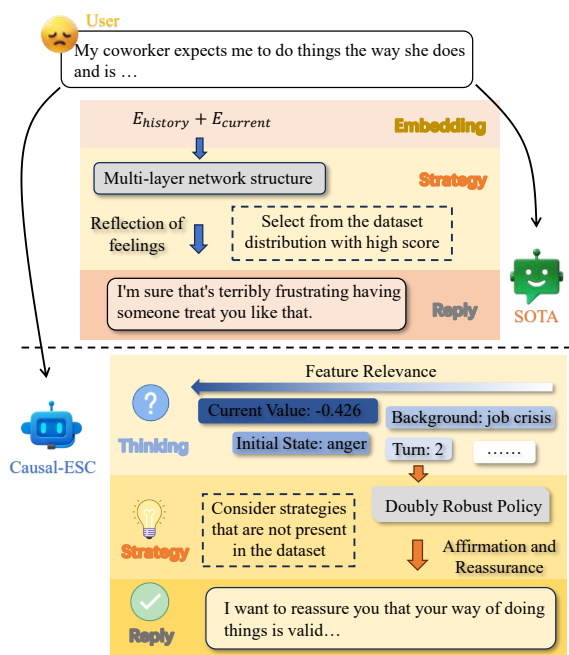 User
My coworker expects me to do things the way she does
and is …
E_history + E_current
Embedding
Multi-layer network structure
Strategy
Reflection of
feelings
Select from the dataset
distribution with high score
I'm sure that's terribly frustrating having
someone treat you like that.
Reply
SOTA
Feature Relevance
?
Current Value: -0.426
Background: job crisis
Thinking
Initial State: anger
Turn: 2
……
Causal-ESC
Consider strategies
that are not present
in the dataset
Doubly Robust Policy
Strategy
Affirmation and
Reassurance
I want to reassure you that your way of doing
things is valid…
Reply